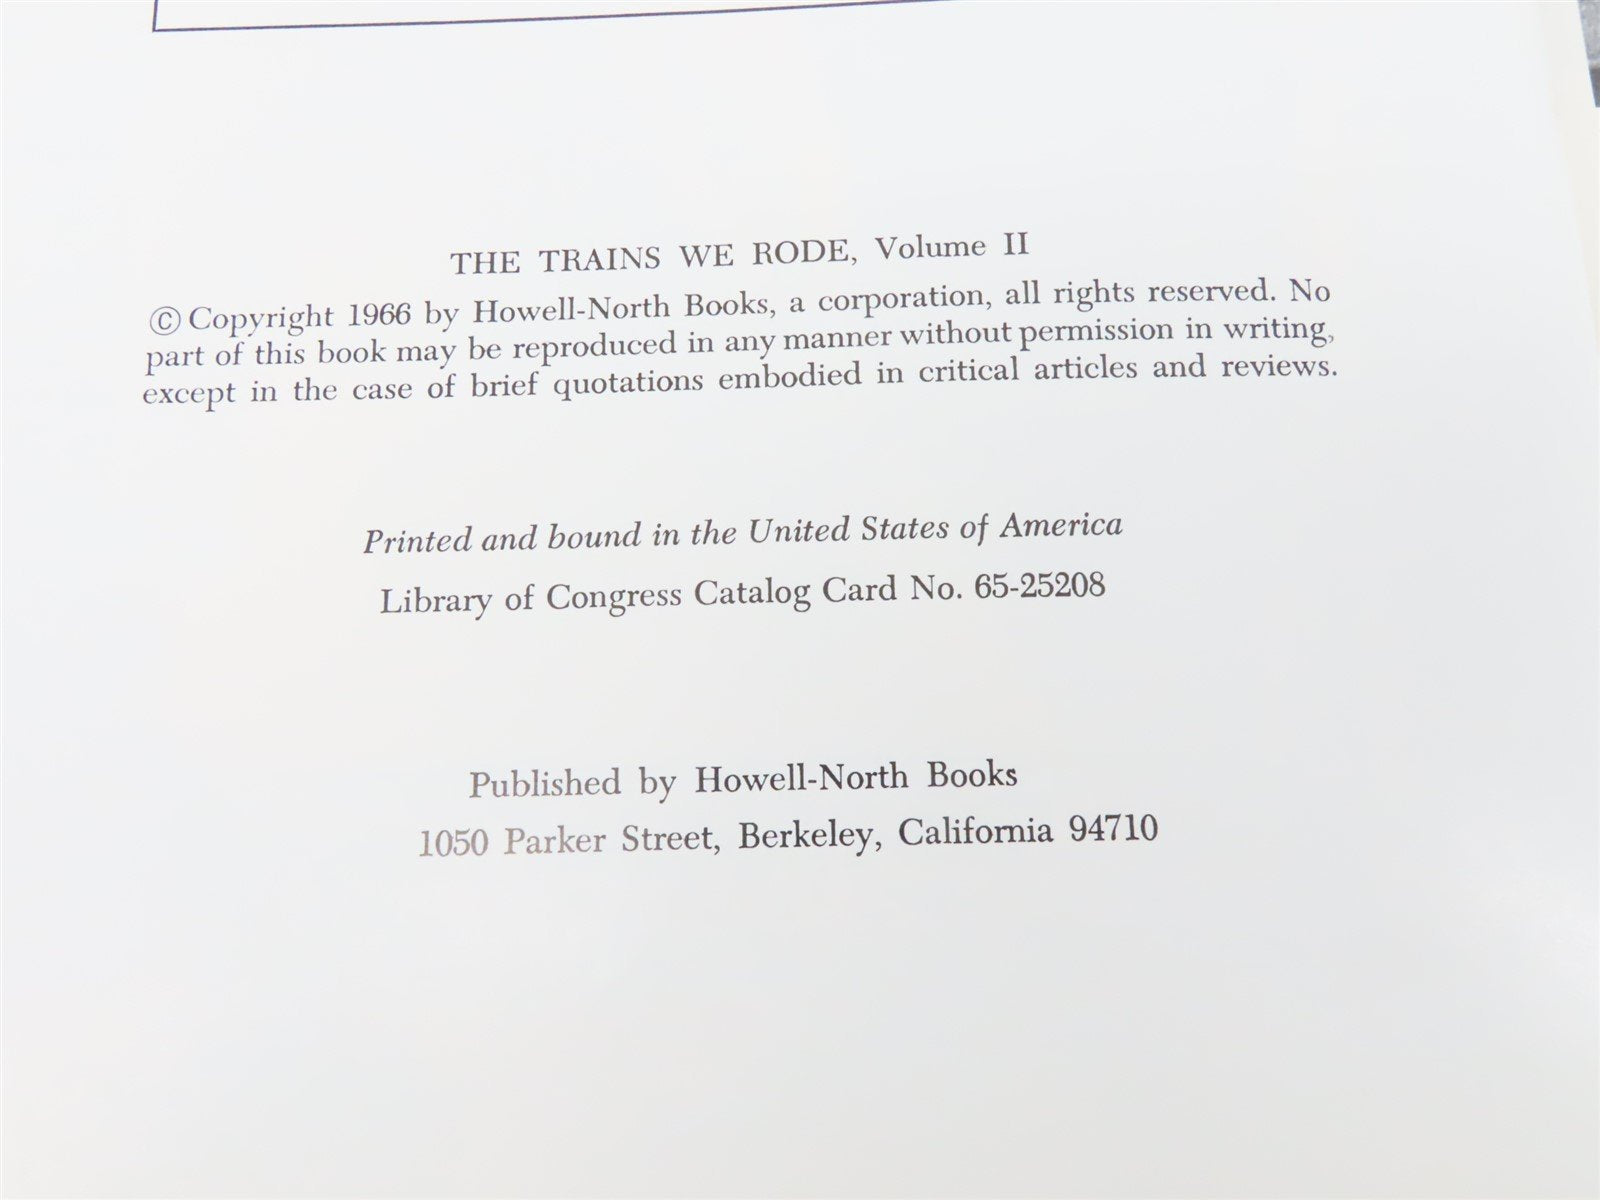 THE TRAINS WE RODE, Volume II
© Copyright 1966 by Howell-North Books, a corporation, all rights reserved. No
part of this book may be reproduced in any manner without permission in writing,
except in the case of brief quotations embodied in critical articles and reviews.
Printed and bound in the United States of America
Library of Congress Catalog Card No. 65-25208
Published by Howell-North Books
1050 Parker Street, Berkeley, California 94710